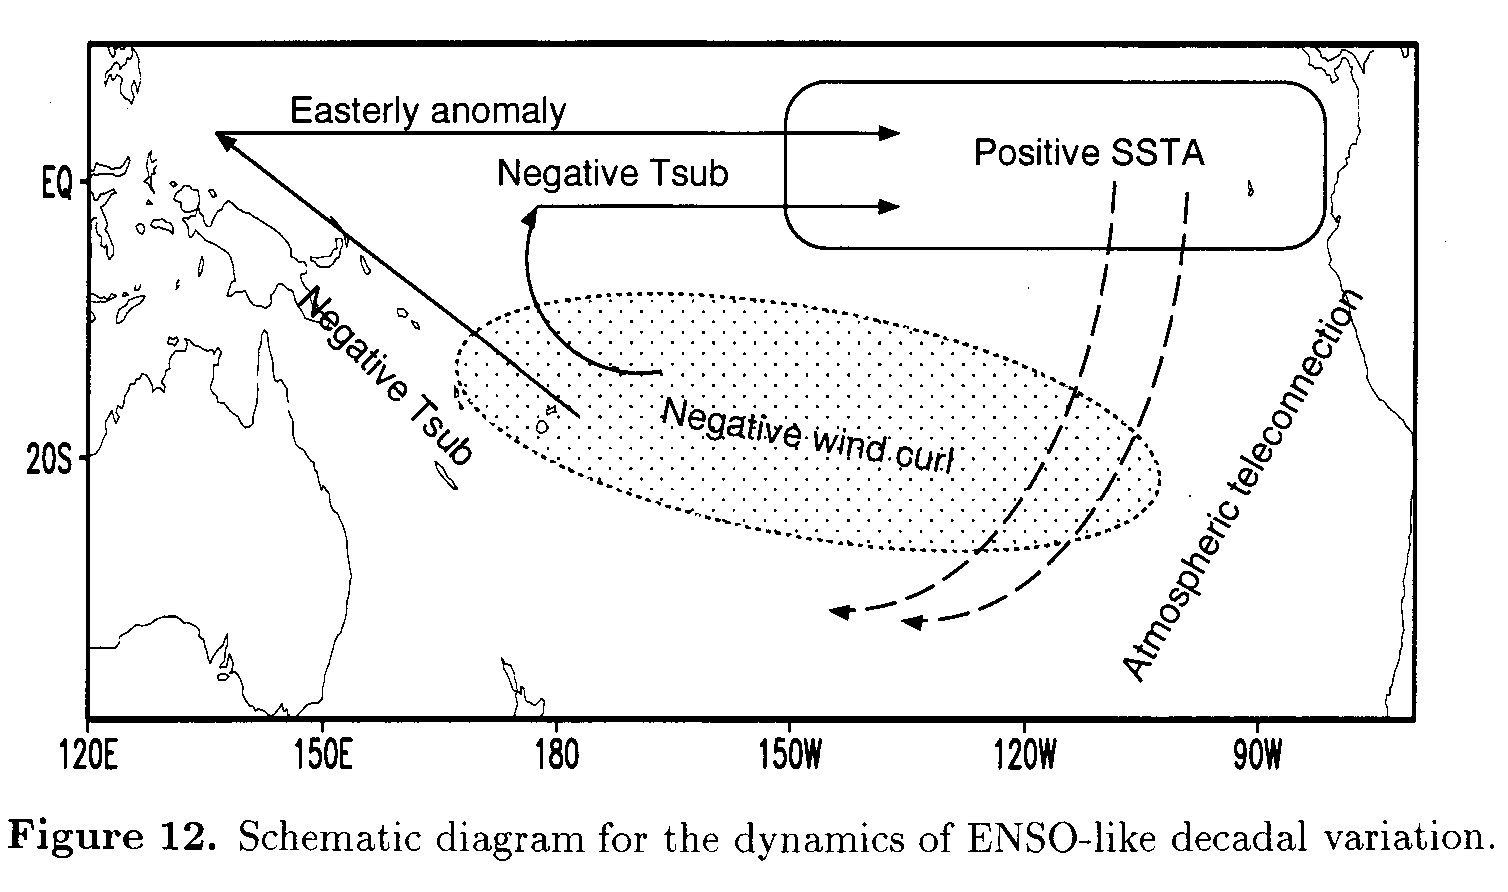 Easterly anomaly
Positive SSTA
Negative Tsub
EQ
Negative Tsub
Negative wind curl
Atmospheric teleconnection
20S
120E 150E 180 150W 120W 90W
Figure 12. Schematic diagram for the dynamics of ENSO-like decadal variation.